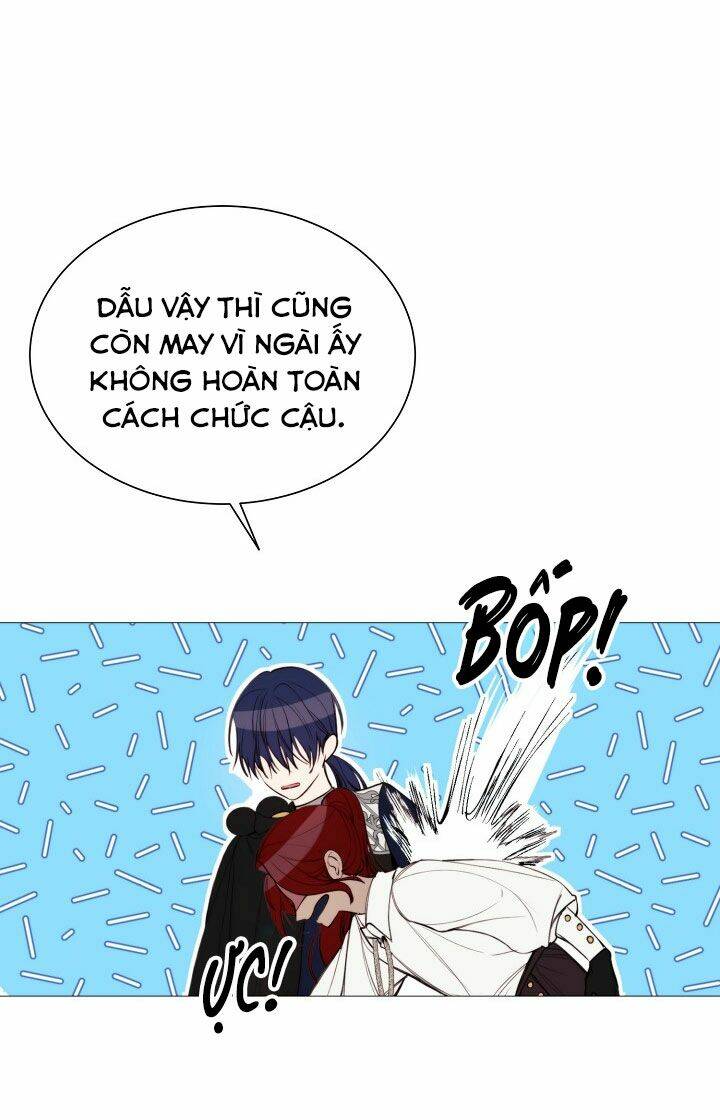 DẪU VẬY THÌ CŨNG
CÒN MAY VÌ NGÀI ẤY
KHÔNG HOÀN TOÀN
CÁCH CHỨC CẬU.
BỐP!
ỰC!